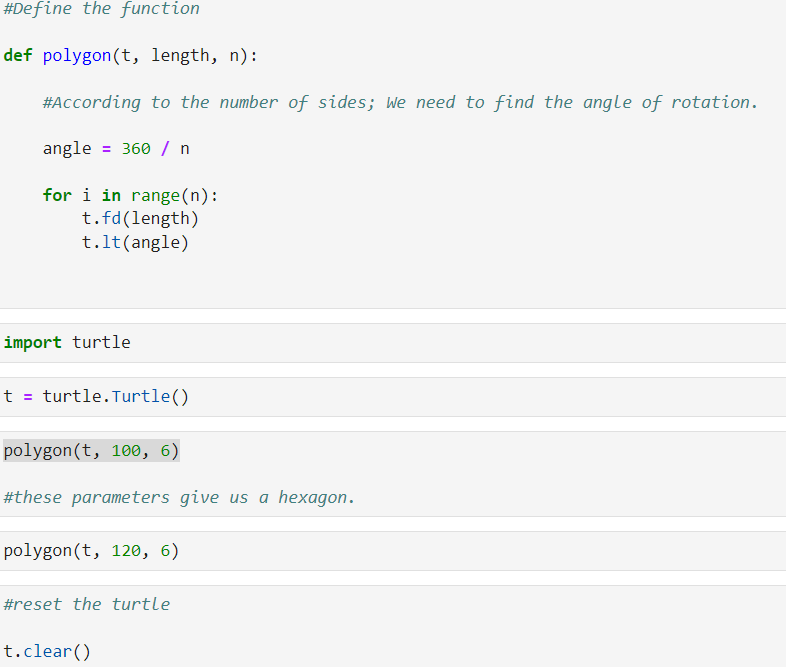 #Define the function
def polygon(t, length, n):
    #According to the number of sides; We need to find the angle of rotation.
    angle = 360 / n
    for i in range(n):
        t.fd(length)
        t.lt(angle)
import turtle
t = turtle.Turtle()
polygon(t, 100, 6)
#these parameters give us a hexagon.
polygon(t, 120, 6)
#reset the turtle
t.clear()